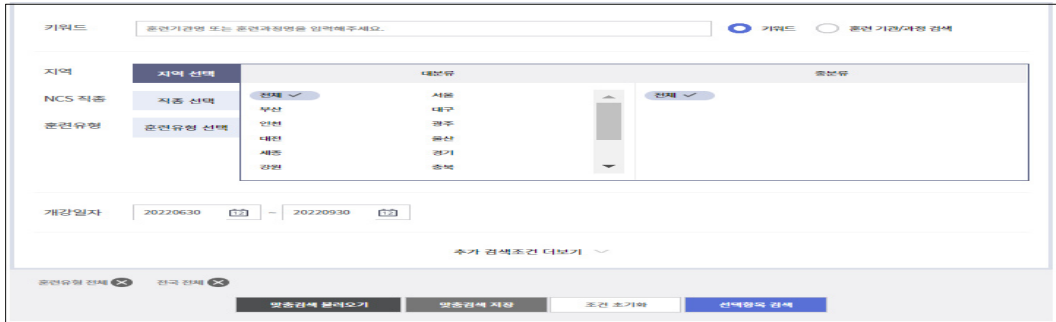 키워드 훈련기관명 또는 훈련과정명을 입력해주세요. 키워드 훈련 기관/과정 검색
지역 지역 선택 대분류 중분류
NCS 직종 직종 선택 전체 서울 전체
부산 대구
훈련유형 훈련유형 선택 인천 광주
대전 울산
세종 경기
강원 충북
개강일자 20220630 12 ~ 20220930 12
추가 검색조건 더보기
훈련유형 전체 전국 전체
맞춤검색 불러오기 맞춤검색 저장 조건 초기화 선택항목 검색